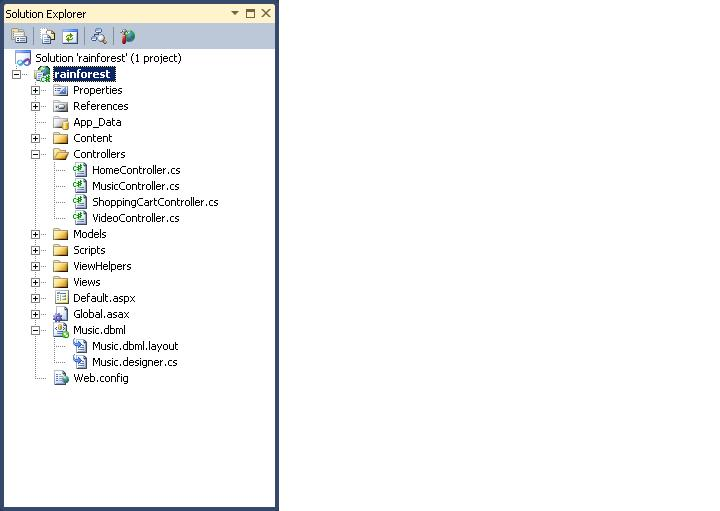 Solution Explorer
Solution 'rainforest' (1 project)
rainforest
Properties
References
App_Data
Content
Controllers
HomeController.cs
MusicController.cs
ShoppingCartController.cs
VideoController.cs
Models
Scripts
ViewHelpers
Views
Default.aspx
Global.asax
Music.dbml
Music.dbml.layout
Music.designer.cs
Web.config